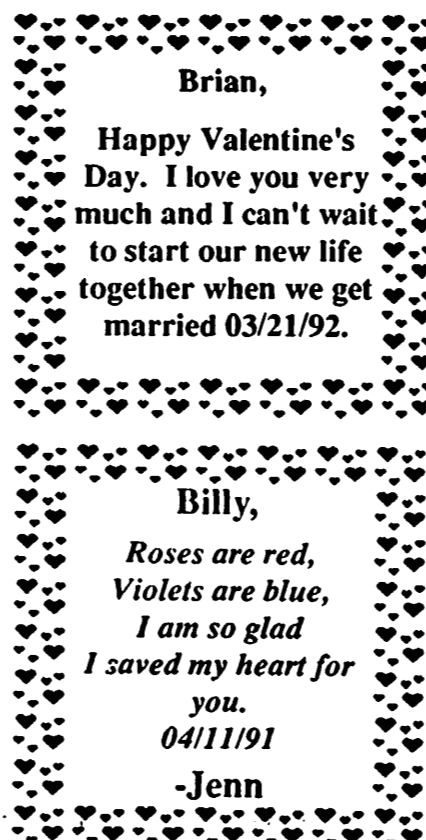 Brian,
Happy Valentine's
Day. I love you very
much and I can't wait
to start our new life
together when we get
married 03/21/92.
Billy,
Roses are red,
Violets are blue,
I am so glad
I saved my heart for
you.
04/11/91
-Jenn